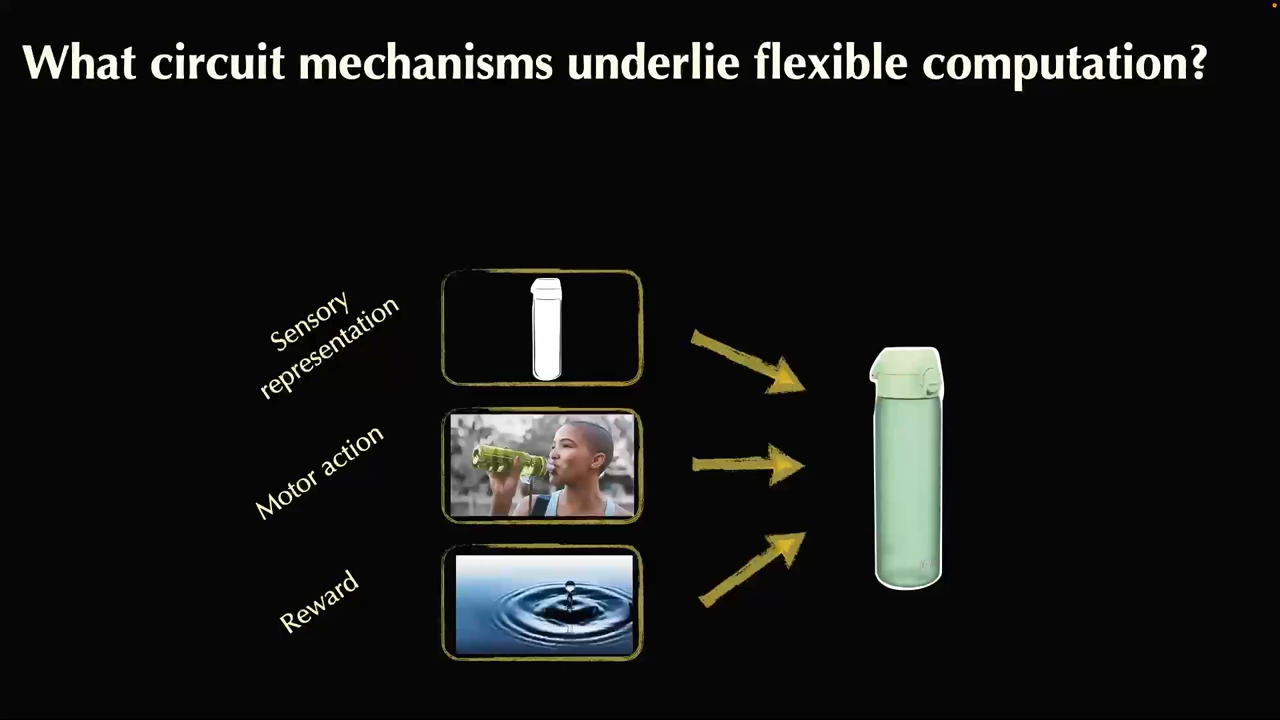 What circuit mechanisms underlie flexible computation?
Sensory
representation
Motor action
Reward